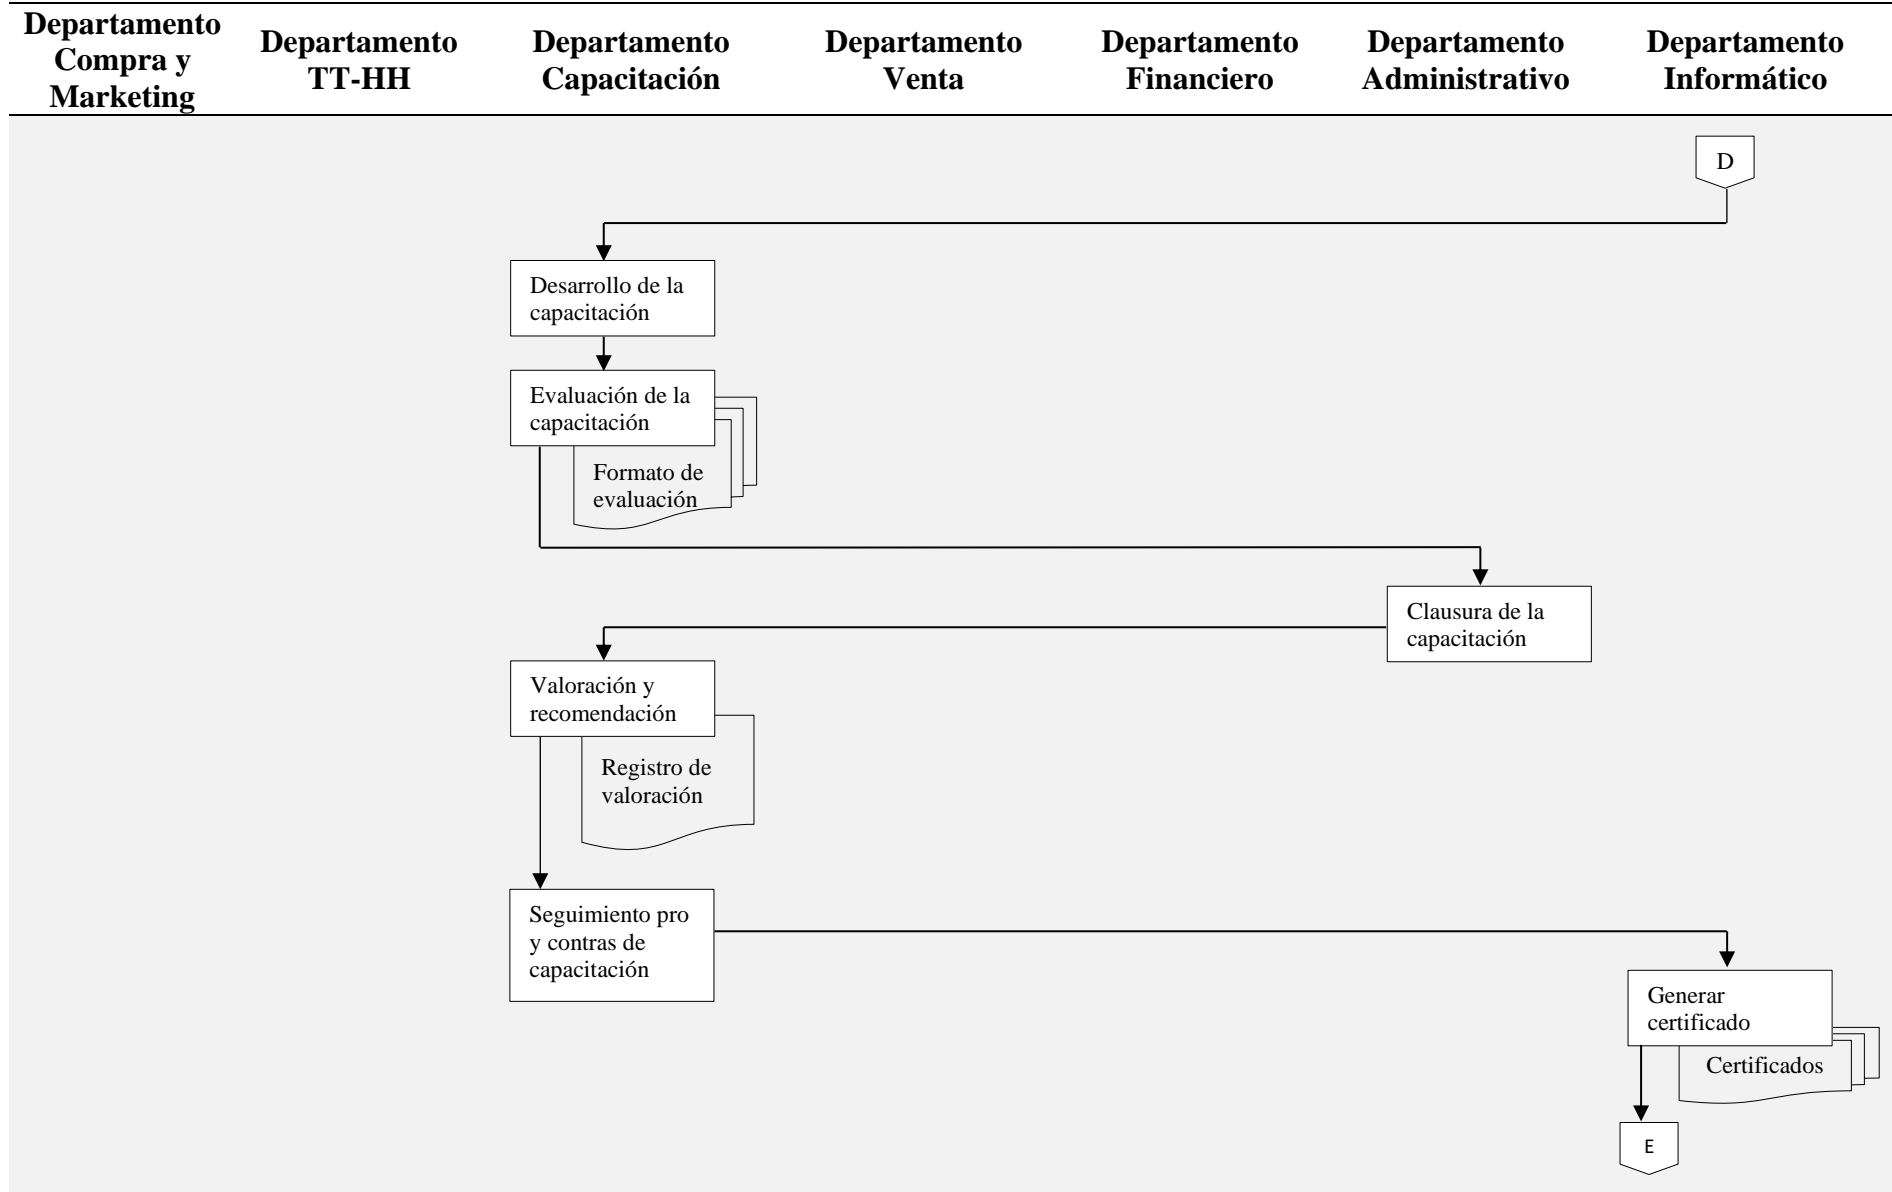 Departamento
Compra y
Marketing
Departamento
TT-HH
Departamento
Capacitación
Departamento
Venta
Departamento
Financiero
Departamento
Administrativo
Departamento
Informático
D
Desarrollo de la
capacitación
Evaluación de la
capacitación
Formato de
evaluación
Clausura de la
capacitación
Valoración y
recomendación
Registro de
valoración
Seguimiento pro
y contras de
capacitación
Generar
certificado
Certificados
E